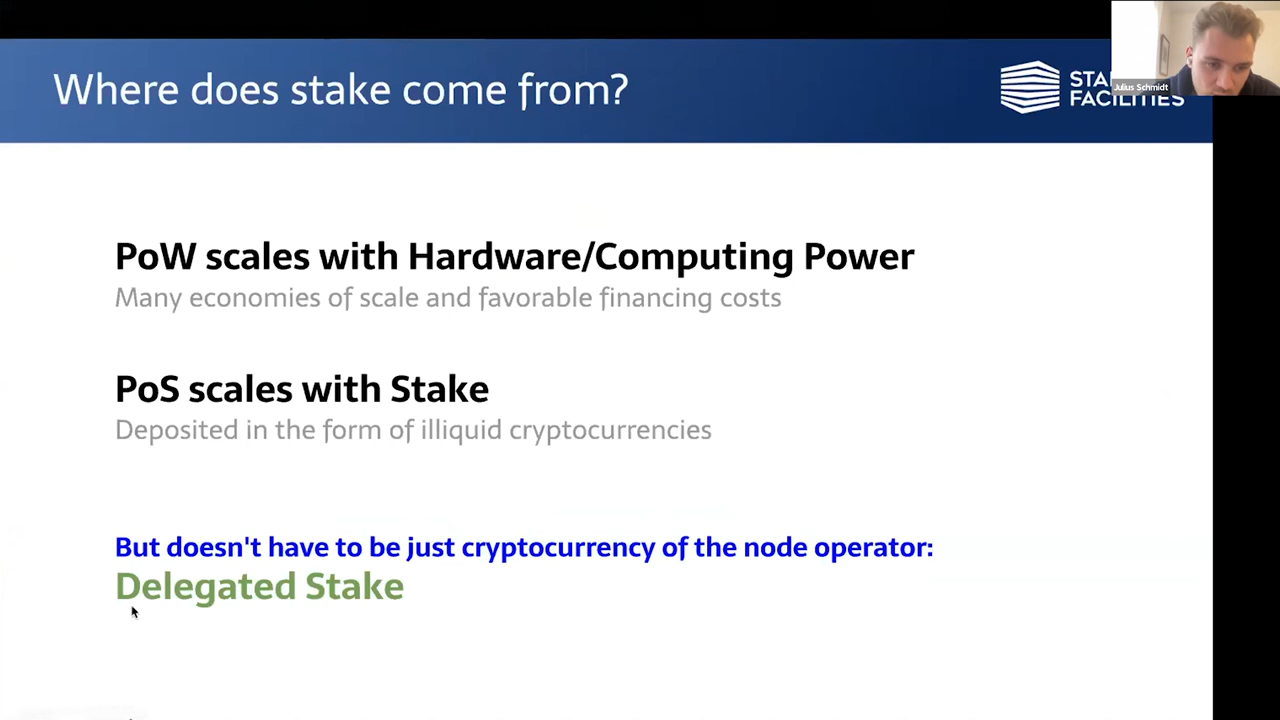 Where does stake come from?
FACILITIES
Julius Schmidt
PoW scales with Hardware/Computing Power
Many economies of scale and favorable financing costs
PoS scales with Stake
Deposited in the form of illiquid cryptocurrencies
But doesn't have to be just cryptocurrency of the node operator:
Delegated Stake